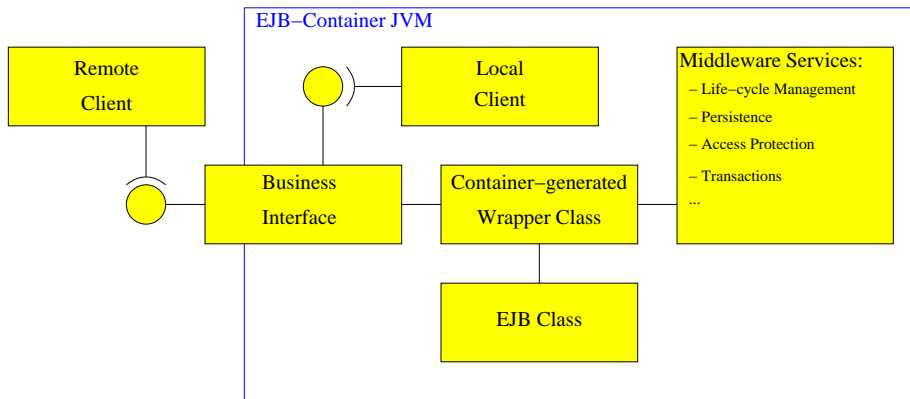 EJB−Container JVM
Remote
Client
Local
Client
Middleware Services:
− Life−cycle Management
− Persistence
− Access Protection
− Transactions
...
Business
Interface
Container−generated
Wrapper Class
EJB Class